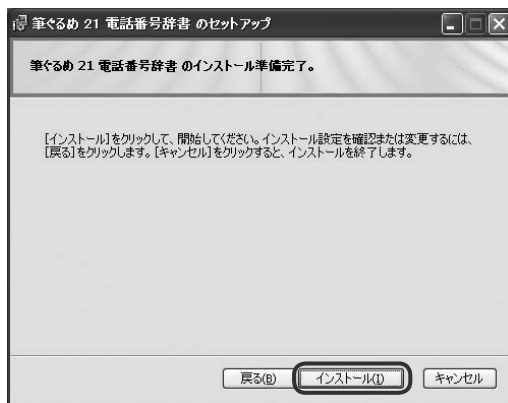 筆ぐるめ 21 電話番号辞書 のセットアップ
筆ぐるめ 21 電話番号辞書 のインストール準備完了。
[インストール]をクリックして、開始してください。インストール設定を確認または変更するには、
[戻る]をクリックします。[キャンセル]をクリックすると、インストールを終了します。
戻る(B) インストール(I) キャンセル